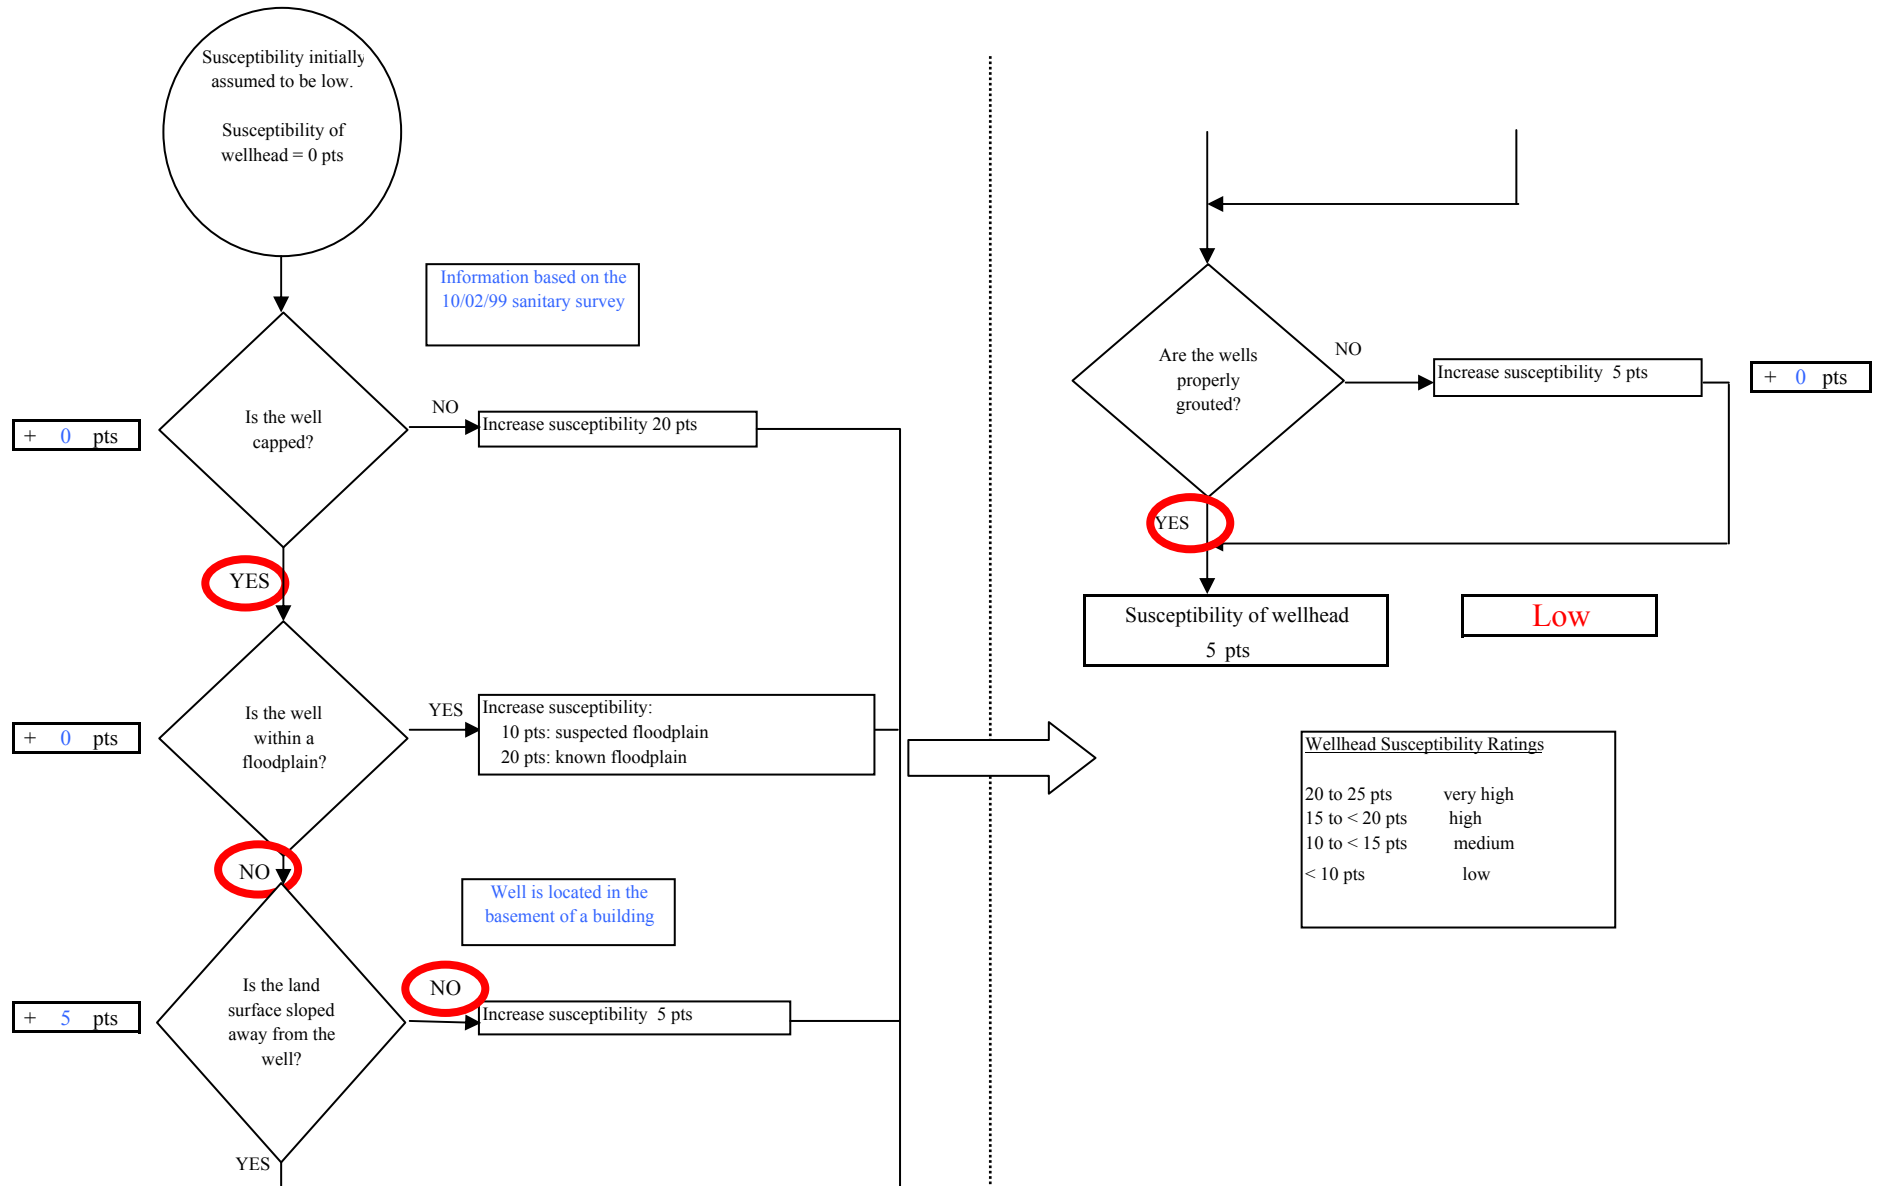 Susceptibility initially
assumed to be low.
Susceptibility of
wellhead = 0 pts
Information based on the
10/02/99 sanitary survey
Is the well
capped?
+ 0 pts
NO
Increase susceptibility 20 pts
YES
Is the well
within a
floodplain?
+ 0 pts
YES
Increase susceptibility:
10 pts: suspected floodplain
20 pts: known floodplain
NO
Well is located in the
basement of a building
Is the land
surface sloped
away from the
well?
+ 5 pts
NO
Increase susceptibility 5 pts
YES
Are the wells
properly
grouted?
NO
Increase susceptibility 5 pts
+ 0 pts
YES
Susceptibility of wellhead
5 pts
Low
Wellhead Susceptibility Ratings
20 to 25 pts very high
15 to < 20 pts high
10 to < 15 pts medium
< 10 pts low